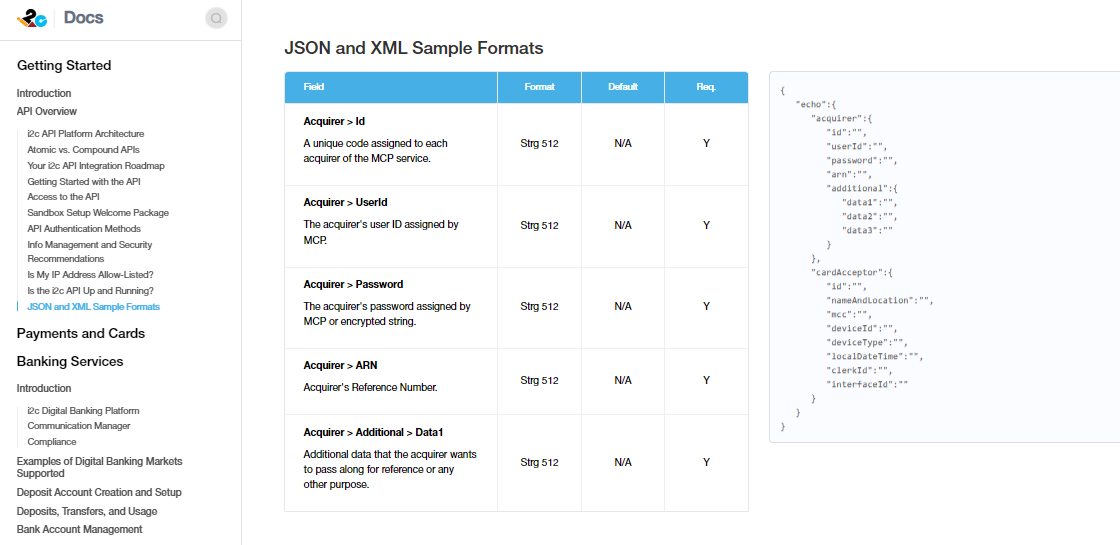 i2c Docs
Getting Started
Introduction
API Overview
i2c API Platform Architecture
Atomic vs. Compound APIs
Your i2c API Integration Roadmap
Getting Started with the API
Access to the API
Sandbox Setup Welcome Package
API Authentication Methods
Info Management and Security
Recommendations
Is My IP Address Allow-Listed?
Is the i2c API Up and Running?
JSON and XML Sample Formats
Payments and Cards
Banking Services
Introduction
i2c Digital Banking Platform
Communication Manager
Compliance
Examples of Digital Banking Markets
Supported
Deposit Account Creation and Setup
Deposits, Transfers, and Usage
Bank Account Management
JSON and XML Sample Formats
Field Format Default Req.
Acquirer > Id
A unique code assigned to each
acquirer of the MCP service.
Strg 512 N/A Y
Acquirer > UserId
The acquirer's user ID assigned by
MCP.
Strg 512 N/A Y
Acquirer > Password
The acquirer's password assigned by
MCP or encrypted string.
Strg 512 N/A Y
Acquirer > ARN
Acquirer's Reference Number.
Strg 512 N/A Y
Acquirer > Additional > Data1
Additional data that the acquirer wants
to pass along for reference or any
other purpose.
Strg 512 N/A Y
{
"echo":{
"acquirer":{
"id":"",
"userId":"",
"password":"",
"arn":"",
"additional":{
"data1":"",
"data2":"",
"data3":""
}
},
"cardAcceptor":{
"id":"",
"nameAndLocation":"",
"mcc":"",
"deviceId":"",
"deviceType":"",
"localDateTime":"",
"clerkId":"",
"interfaceId":""
}
}
}